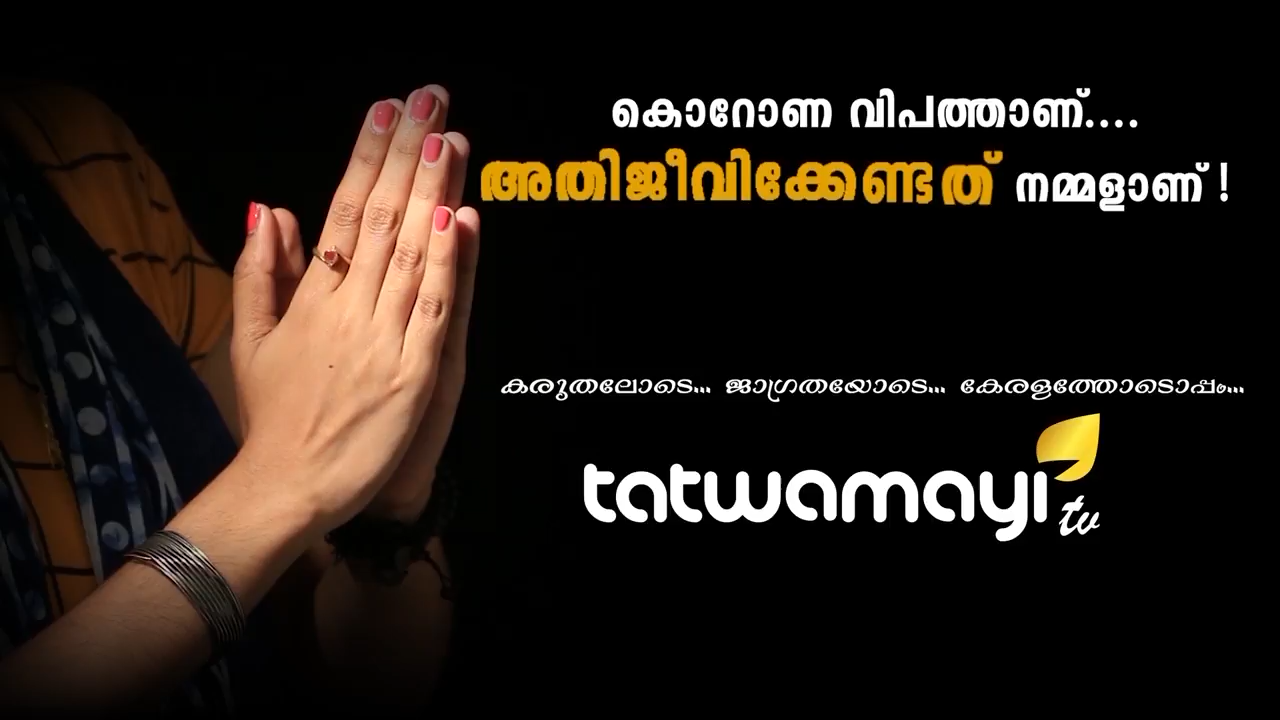 കൊറോണ വിപത്താണ്....
അതിജീവിക്കേണ്ടത് നമ്മളാണ് !
കരുതലോടെ... ജാഗ്രതയോടെ... കേരളത്തോടൊപ്പം...
tatwamayi
tv